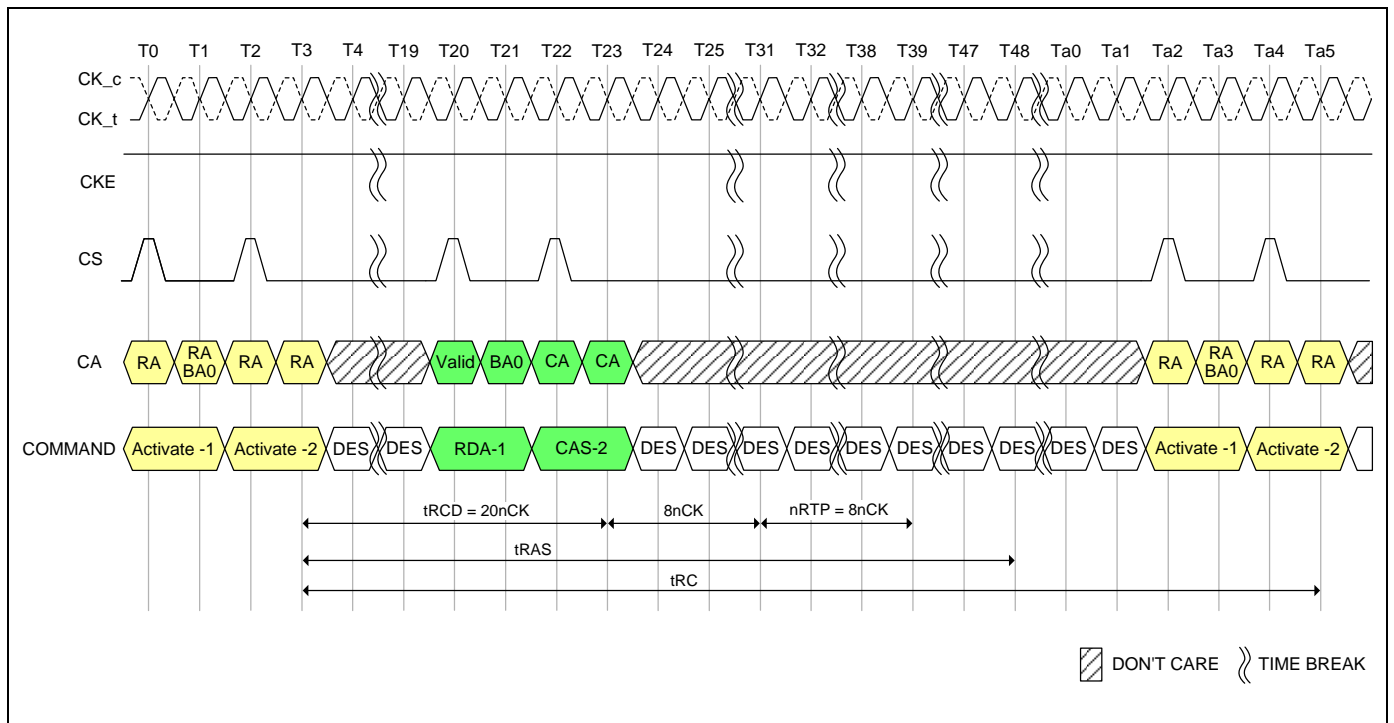 T0 T1 T2 T3 T4 T19 T20 T21 T22 T23 T24 T25 T31 T32 T38 T39 T47 T48 Ta0 Ta1 Ta2 Ta3 Ta4 Ta5
CK_c
CK_t
CKE
CS
CA RA RA BA0 RA RA Valid BA0 CA CA RA RA BA0 RA RA
COMMAND Activate -1 Activate -2 DES DES RDA-1 CAS-2 DES DES DES DES DES DES DES DES DES DES Activate -1 Activate -2
tRCD = 20nCK 8nCK nRTP = 8nCK
tRAS
tRC
DON'T CARE TIME BREAK